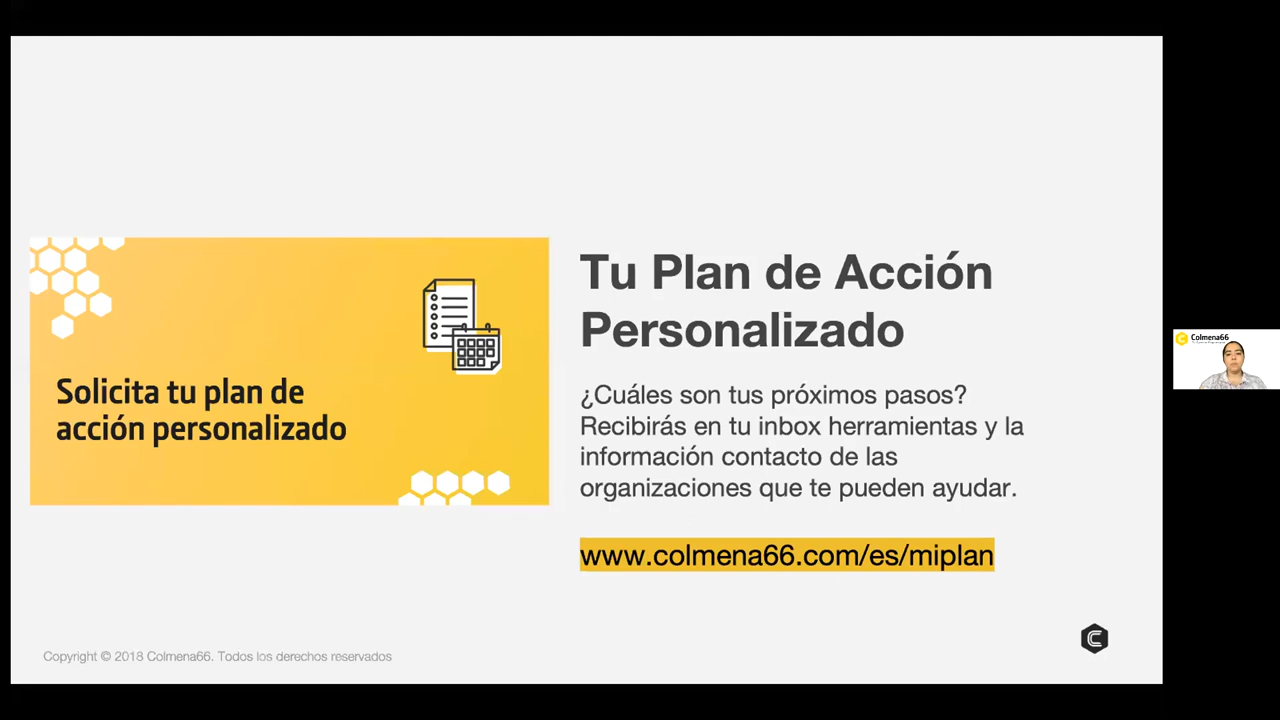 Solicita tu plan de
acción personalizado
Tu Plan de Acción
Personalizado
¿Cuáles son tus próximos pasos?
Recibirás en tu inbox herramientas y la
información contacto de las
organizaciones que te pueden ayudar.
www.colmena66.com/es/miplan
Copyright © 2018 Colmena66. Todos los derechos reservados
Colmena66